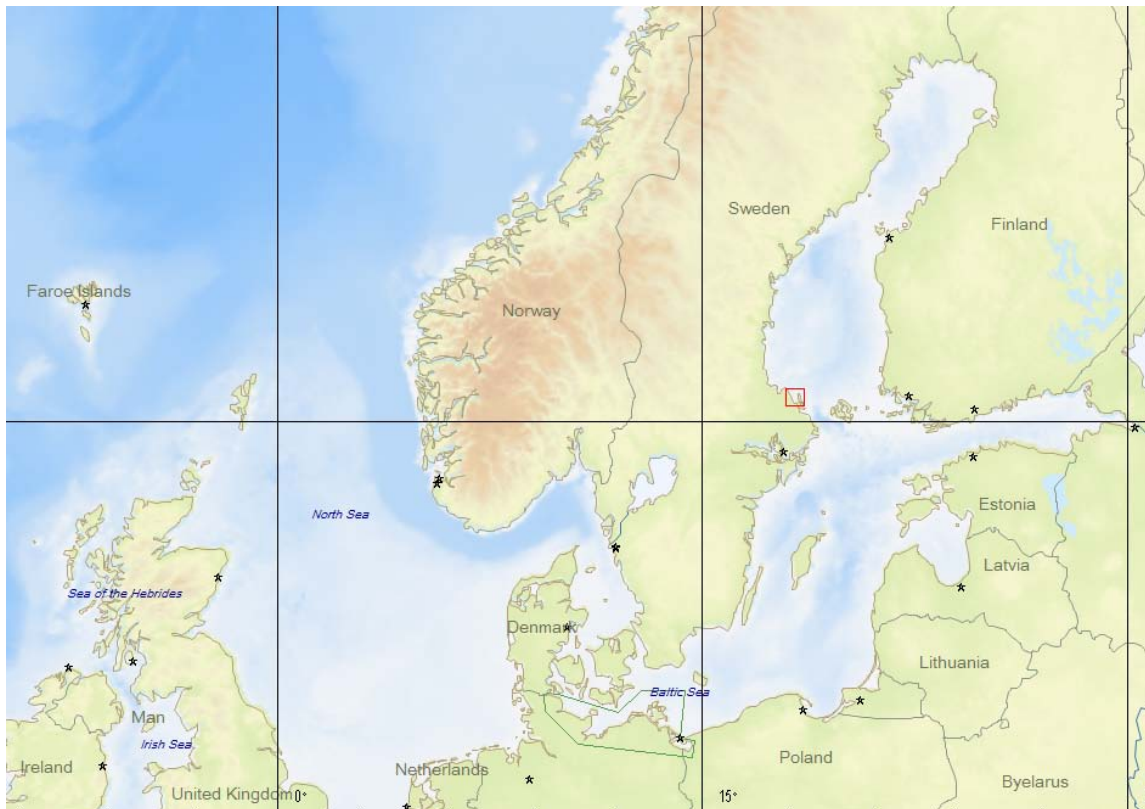 Sweden
Finland
Faroe Islands
Norway
North Sea
Estonia
Latvia
Sea of the Hebrides
Denmark
Lithuania
Baltic Sea
Man
Irish Sea
Poland
Ireland
Netherlands
Byelarus
United Kingdom
0°
15°